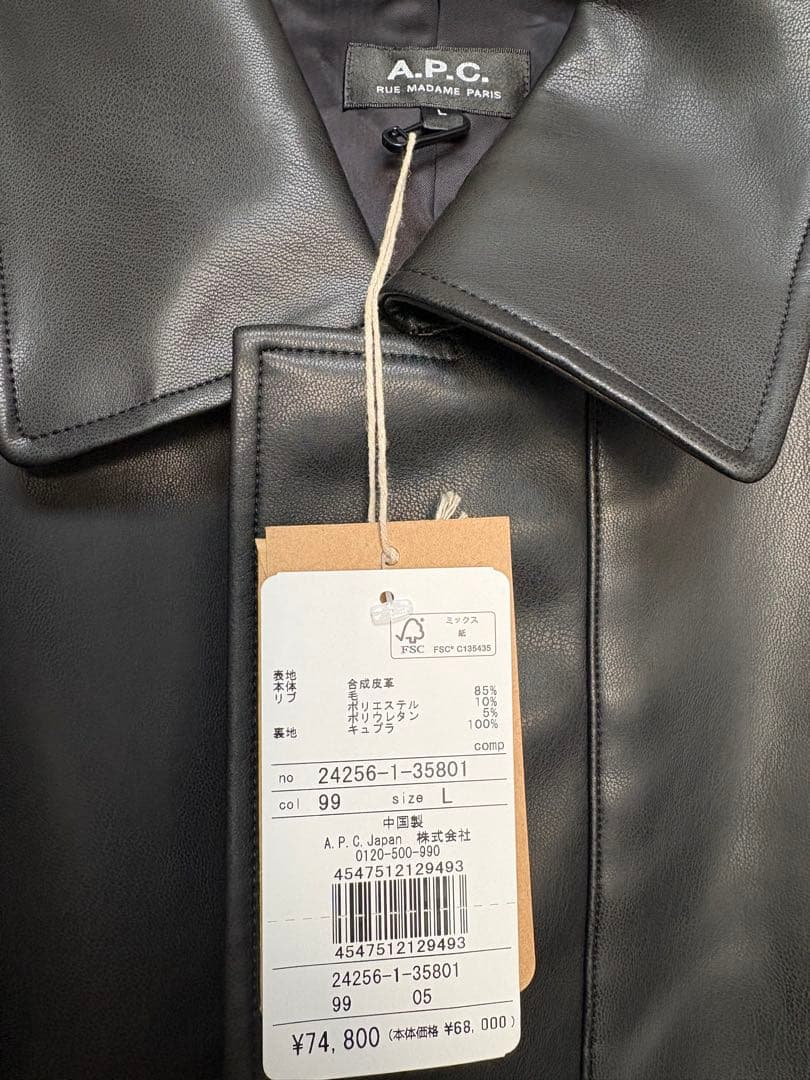 A.P.C.
RUE MADAME PARIS
L
ミックス
紙
FSC
FSC® C135435
表地
本体 合成皮革
リブ 毛 85%
ポリエステル 10%
ポリウレタン 5%
裏地 キュプラ 100%
comp
no 24256-1-35801
col 99 size L
中国製
A.P.C.Japan 株式会社
0120-500-990
4547512129493
4547512129493
24256-1-35801
99 05
¥74,800 (本体価格 ¥68,000)